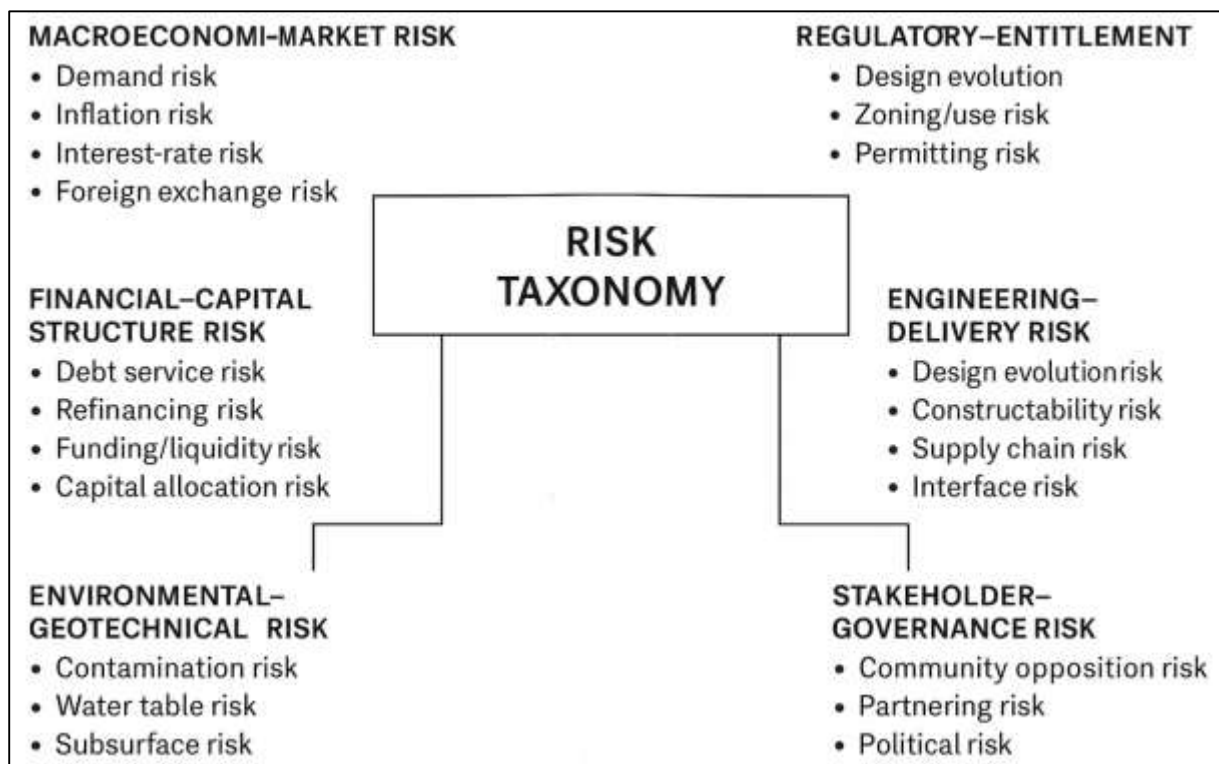 MACROECONOMI–MARKET RISK
• Demand risk
• Inflation risk
• Interest-rate risk
• Foreign exchange risk
REGULATORY–ENTITLEMENT
• Design evolution
• Zoning/use risk
• Permitting risk
RISK
TAXONOMY
FINANCIAL–CAPITAL
STRUCTURE RISK
• Debt service risk
• Refinancing risk
• Funding/liquidity risk
• Capital allocation risk
ENGINEERING–
DELIVERY RISK
• Design evolutionrisk
• Constructability risk
• Supply chain risk
• Interface risk
ENVIRONMENTAL–
GEOTECHNICAL RISK
• Contamination risk
• Water table risk
• Subsurface risk
STAKEHOLDER–
GOVERNANCE RISK
• Community opposition risk
• Partnering risk
• Political risk